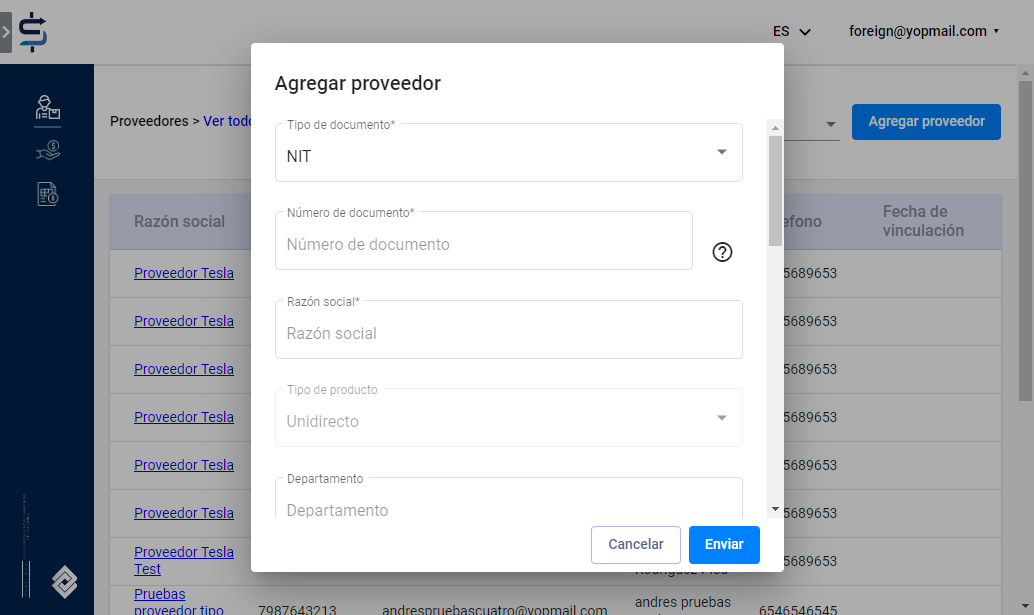 ES
foreign@yopmail.com
Agregar proveedor
Proveedores > Ver todo
Agregar proveedor
Tipo de documento*
NIT
Número de documento*
Número de documento
Razón social*
Razón social
Tipo de producto
Unidirecto
Departamento
Departamento
Cancelar
Enviar
Razón social
efono
Fecha de
vinculación
Proveedor Tesla
5689653
Proveedor Tesla
5689653
Proveedor Tesla
5689653
Proveedor Tesla
5689653
Proveedor Tesla
5689653
Proveedor Tesla
5689653
Proveedor Tesla
Test
5689653
Pruebas
proveedor tipo
7987643213
andrespruebascuatro@yopmail.com
andres pruebas
6546546545